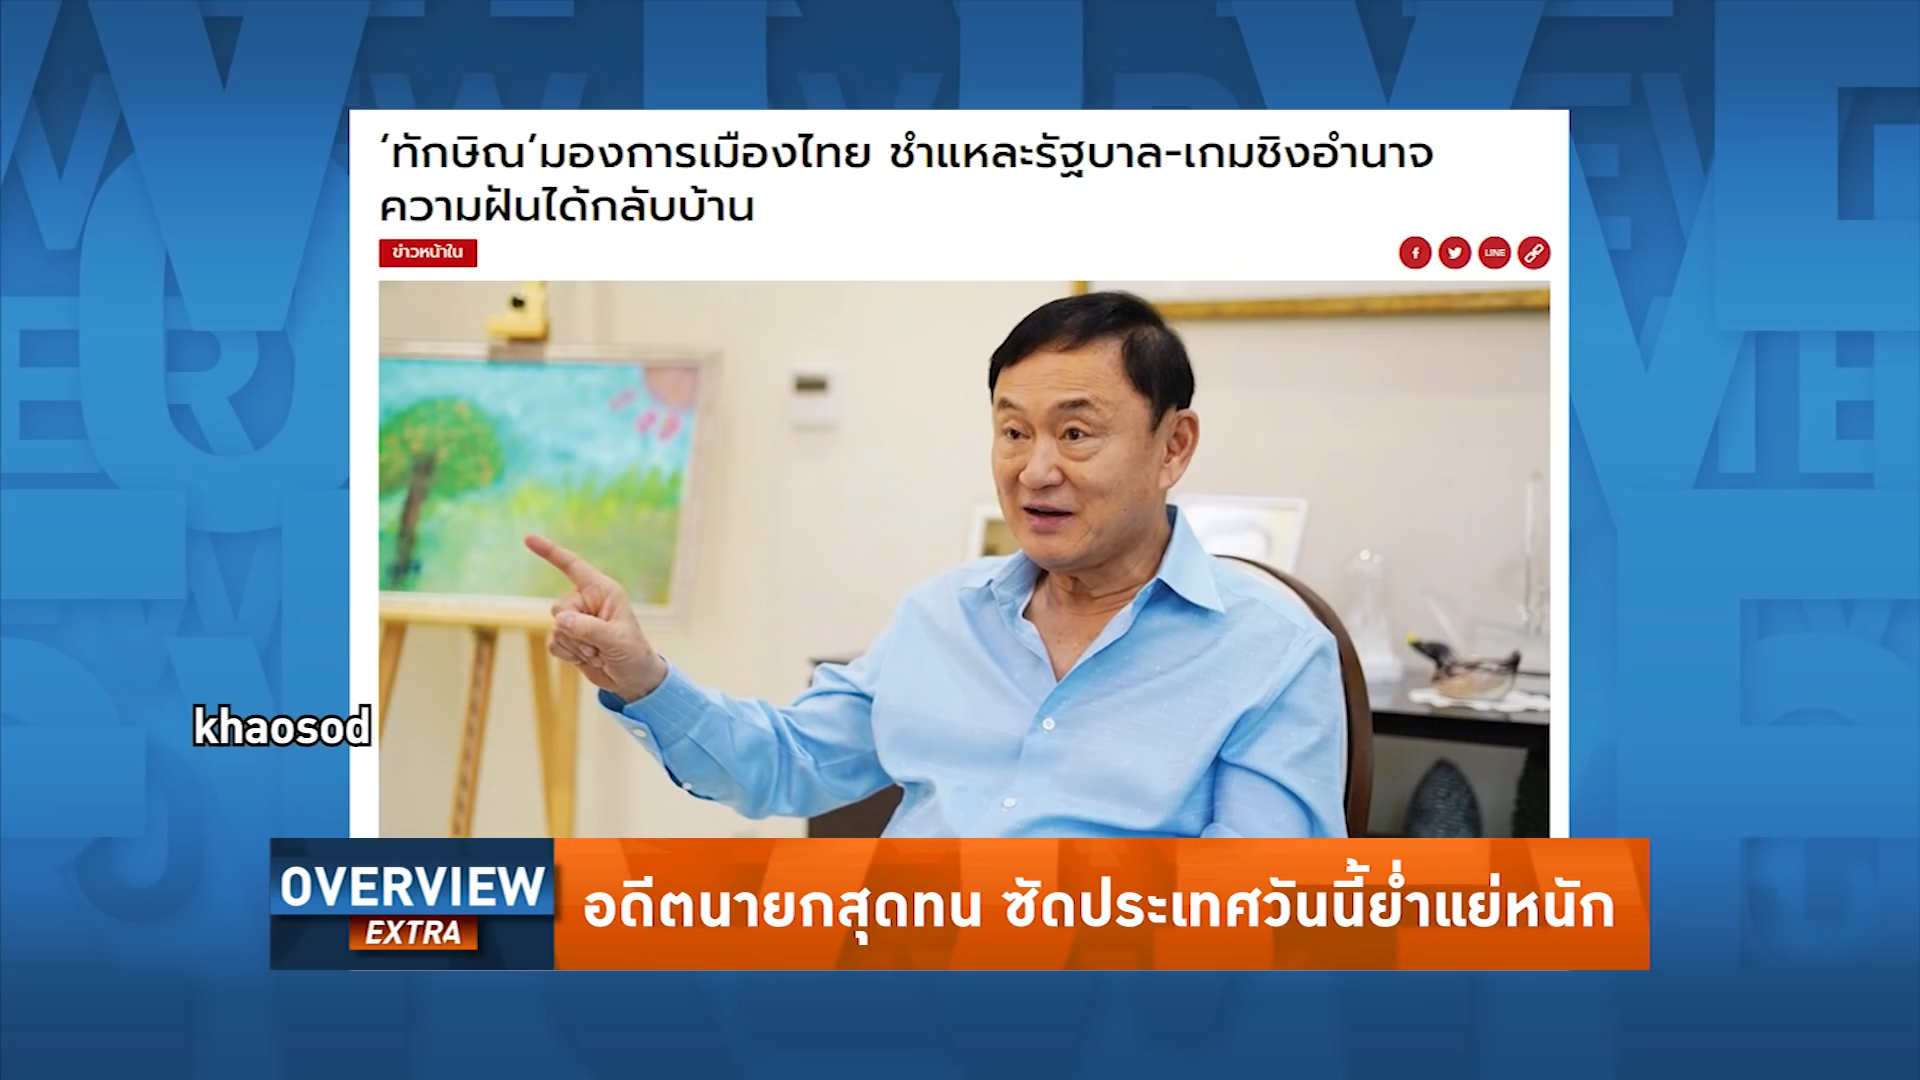 ‘ทักษิณ‘มองการเมืองไทย ชำแหละรัฐบาล-เกมชิงอำนาจ
ความฝันได้กลับบ้าน
ข่าวหน้าใน
LINE
khaosod
OVERVIEW
EXTRA
อดีตนายกสุดทน ซัดประเทศวันนี้ย่ำแย่หนัก